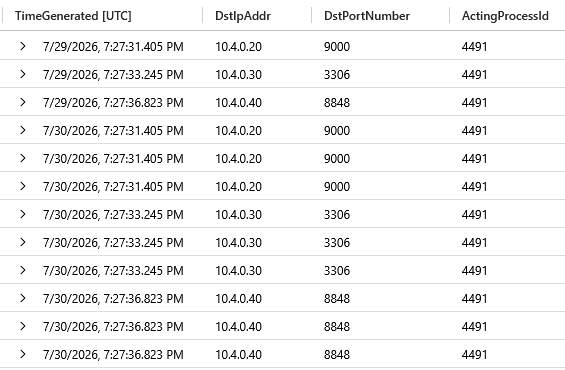 TimeGenerated [UTC] DstIpAddr DstPortNumber ActingProcessId
7/29/2026, 7:27:31.405 PM 10.4.0.20 9000 4491
7/29/2026, 7:27:33.245 PM 10.4.0.30 3306 4491
7/29/2026, 7:27:36.823 PM 10.4.0.40 8848 4491
7/30/2026, 7:27:31.405 PM 10.4.0.20 9000 4491
7/30/2026, 7:27:31.405 PM 10.4.0.20 9000 4491
7/30/2026, 7:27:31.405 PM 10.4.0.20 9000 4491
7/30/2026, 7:27:33.245 PM 10.4.0.30 3306 4491
7/30/2026, 7:27:33.245 PM 10.4.0.30 3306 4491
7/30/2026, 7:27:33.245 PM 10.4.0.30 3306 4491
7/30/2026, 7:27:36.823 PM 10.4.0.40 8848 4491
7/30/2026, 7:27:36.823 PM 10.4.0.40 8848 4491
7/30/2026, 7:27:36.823 PM 10.4.0.40 8848 4491